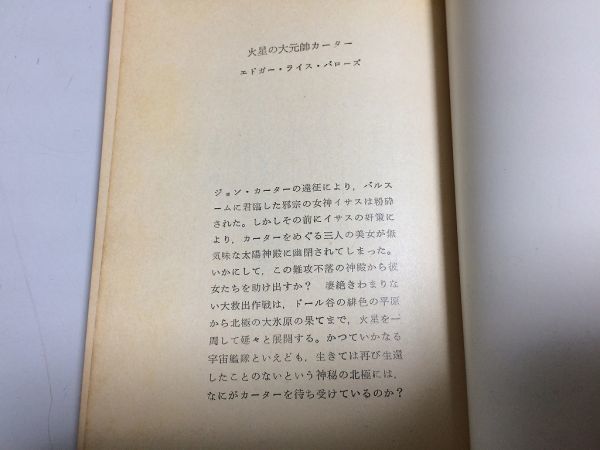 火星の大元帥カーター
エドガー・ライス・バローズ
ジョン・カーターの遠征により，バルス
ームに君臨した邪宗の女神イサスは粉砕
された。しかしその前にイサスの奸策に
より，カーターをめぐる三人の美女が無
気味な太陽神殿に幽閉されてしまった。
いかにして，この難攻不落の神殿から彼
女たちを助け出すか？　凄絶きわまりな
い大救出作戦は，ドール谷の緋色の平原
から北極の大氷原の果てまで，火星を一
周して延々と展開する。かつていかなる
宇宙艦隊といえども，生きては再び生還
したことのないという神秘の北極には，
なにがカーターを待ち受けているのか？